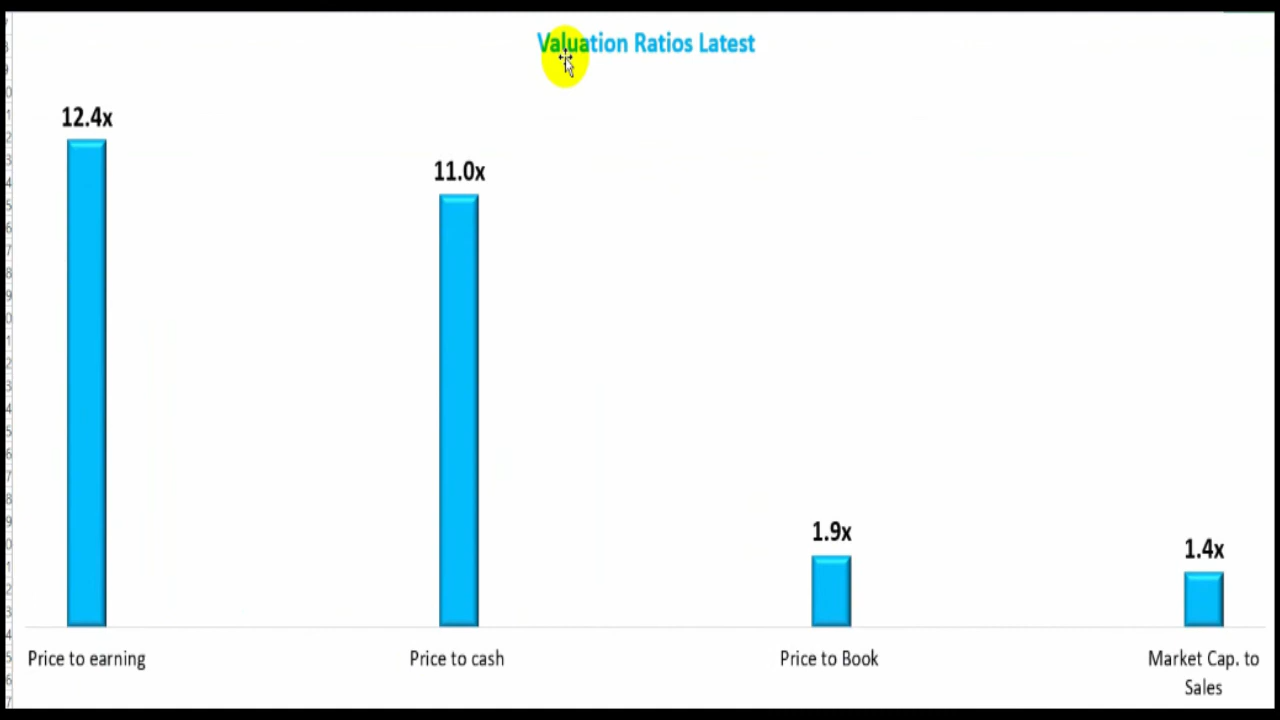 Valuation Ratios Latest
12.4x
11.0x
1.9x
1.4x
Price to earning
Price to cash
Price to Book
Market Cap. to
Sales